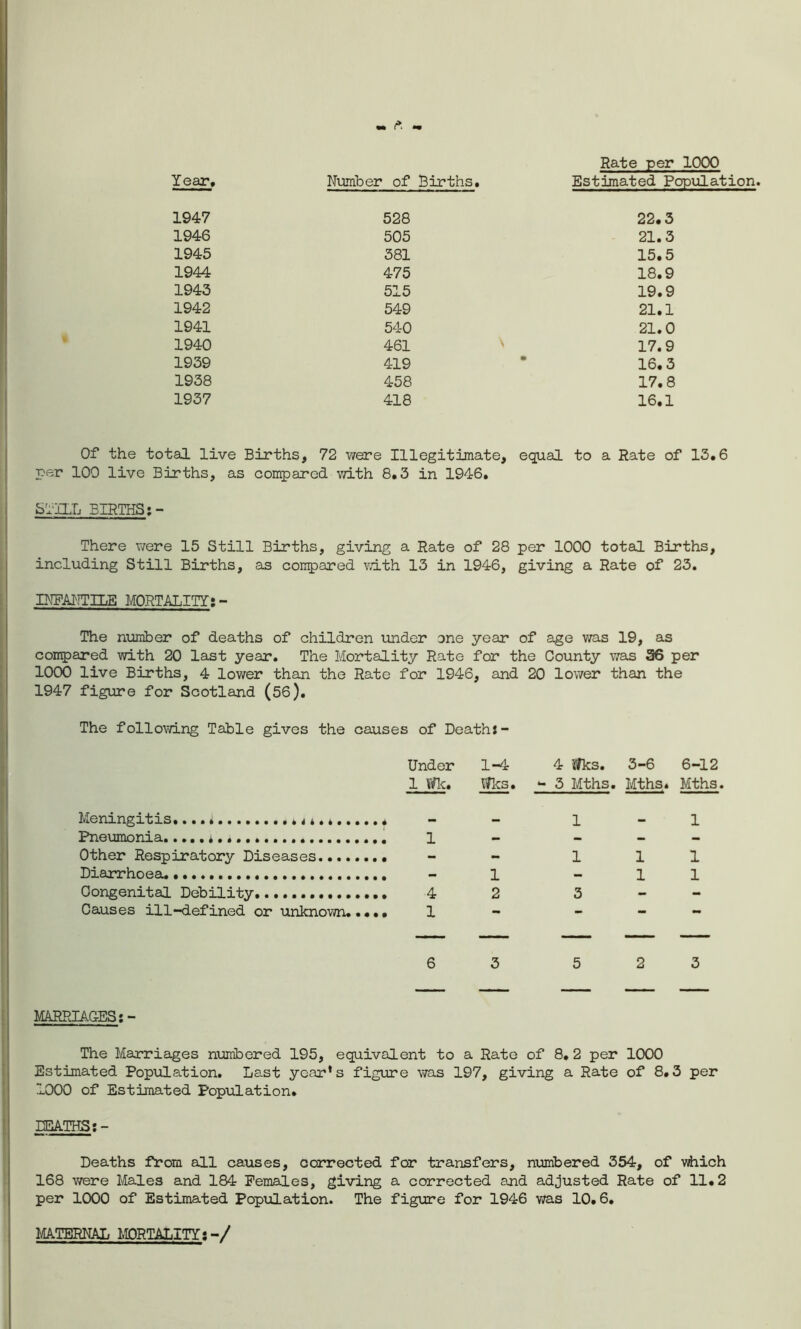 Rate per 1000
Year, Number of Births. Estimated Population.
1947 528 22.3
1946 505 21.3
1945 381 15.5
1944 475 18.9
1943 515 19.9
1942 549 21.1
1941 540 21.0
1940 461 17.9
1939 419 16.3
1938 458 17.8
1937 418 16.1
Of the total live Births, 72 were Illegitimate, equal to a Rate of 13.6
per 100 live Births, as compared with 8.3 in 1946.
STILL BIRTHS:-
There were 15 Still Births, giving a Rate of 28 per 1000 total Births,
including Still Births, as compared with 13 in 1946, giving a Rate of 23.
INFANTILE MORTALITY:-
The number of deaths of children under one year of age was 19, as
compared with 20 last year. The Mortality Rate for the County was 36 per
1000 live Births, 4 lower than the Rate for 1946, and 20 lower than the
1947 figure for Scotland (56).
The following Table gives the causes of Death:-
Under 1-4 4 Wks. 3-6 6-12
1 Wk. Wks. - 3 Mths. Mths. Mths.
Meningitis........................ - - 1 - 1
Pneumonia........................ 1 - - - -
Other Respiratory Diseases........ - - 1 1 1
Diarrhoea........................ - 1 - 1 1
Congenital Debility............... 4 2 3 - -
Causes ill-defined or unknown..... 1 - - - -
6 3 5 2 3
MARRIAGES:-
The Marriages numbered 195, equivalent to a Rate of 8.2 per 1000
Estimated Population. Last year's figure was 197, giving a Rate of 8.3 per
1000 of Estimated Population.
DEATHS:-
Deaths from all causes, corrected for transfers, numbered 354, of which
168 were Males and 184 Females, giving a corrected and adjusted Rate of 11.2
per 1000 of Estimated Population. The figure for 1946 was 10.6.
MATERNAL MORTALITY:-/